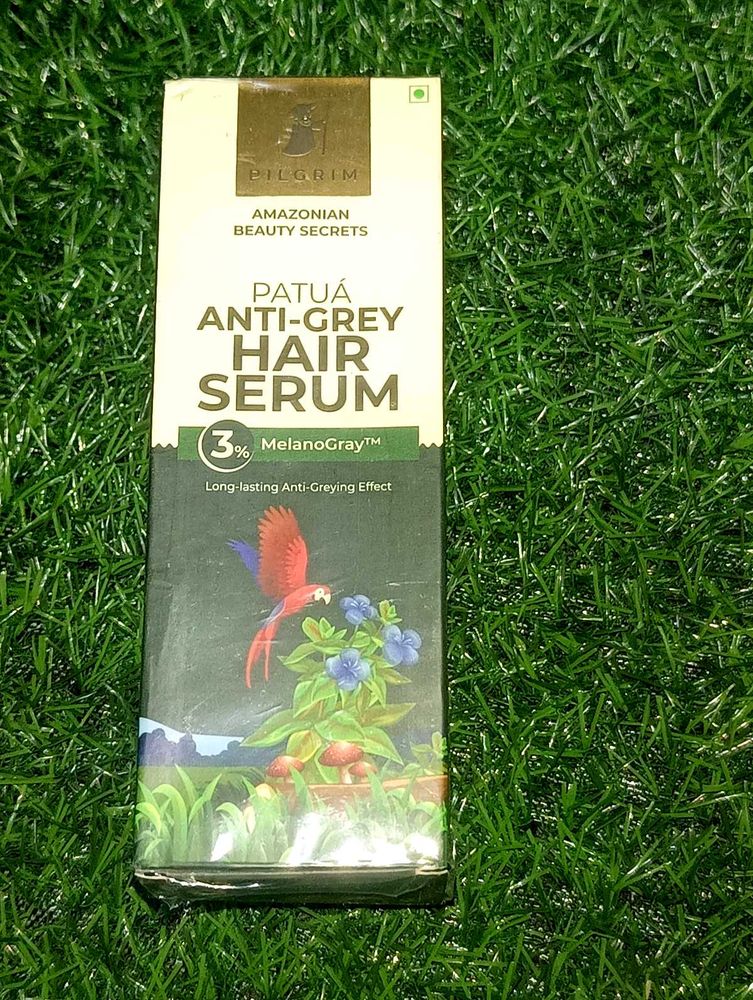 PILGRIM
AMAZONIAN
BEAUTY SECRETS
PATUÁ
ANTI-GREY
HAIR
SERUM
3% MelanoGray™
Long-lasting Anti-Greying Effect